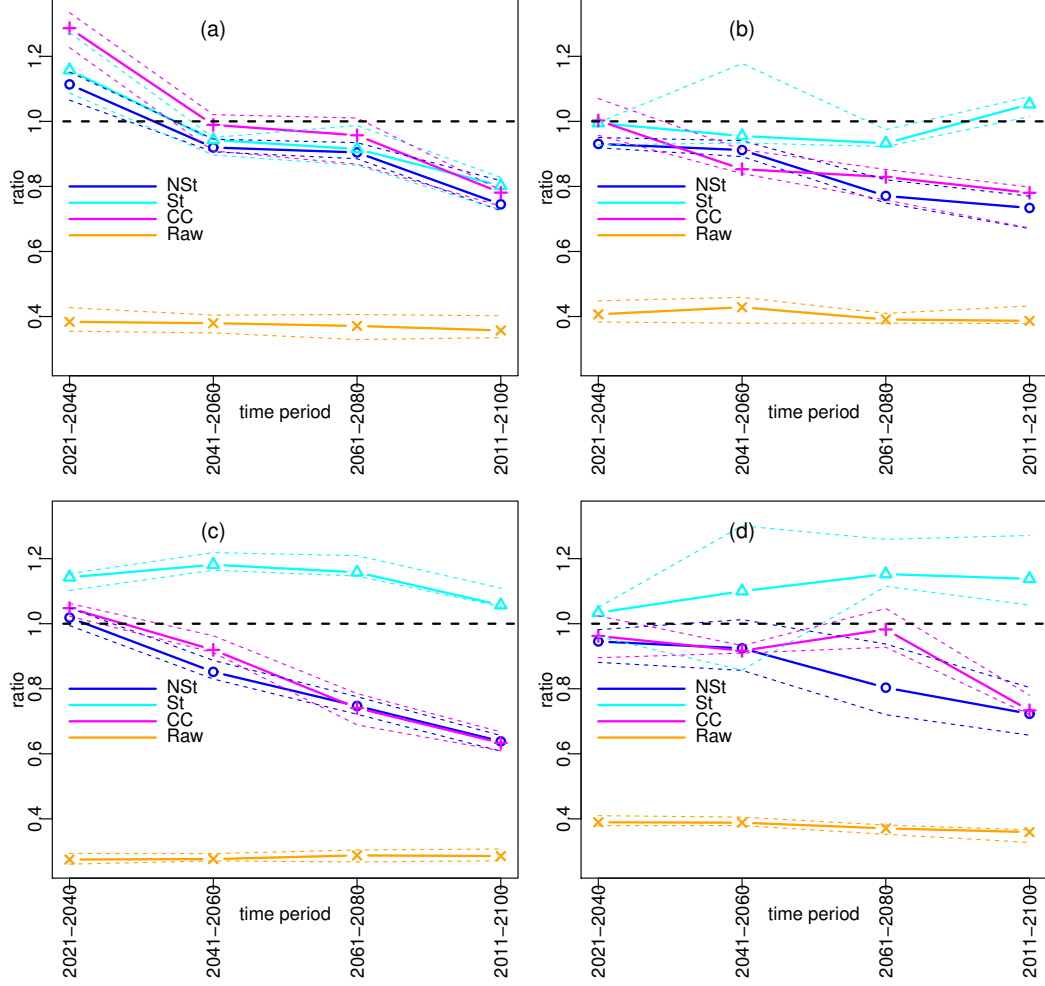 (a)
1.2
1.0
0.8
0.6
0.4
ratio
NSt
St
CC
Raw
2021−2040
2041−2060
2061−2080
2011−2100
time period
(b)
1.2
1.0
0.8
0.6
0.4
ratio
NSt
St
CC
Raw
2021−2040
2041−2060
2061−2080
2011−2100
time period
(c)
1.2
1.0
0.8
0.6
0.4
ratio
NSt
St
CC
Raw
2021−2040
2041−2060
2061−2080
2011−2100
time period
(d)
1.2
1.0
0.8
0.6
0.4
ratio
NSt
St
CC
Raw
2021−2040
2041−2060
2061−2080
2011−2100
time period